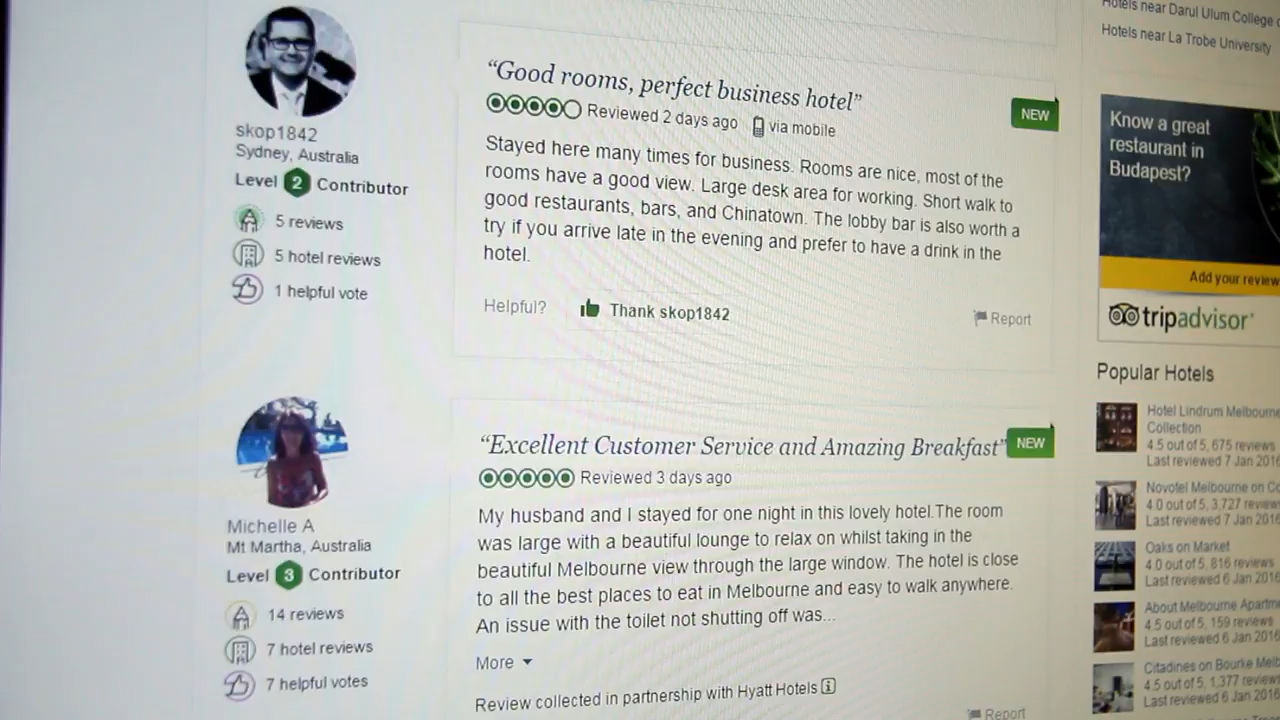 skop1842
Sydney, Australia
Level 2 Contributor
5 reviews
5 hotel reviews
1 helpful vote
“Good rooms, perfect business hotel”
Reviewed 2 days ago via mobile
NEW
Stayed here many times for business. Rooms are nice, most of the
rooms have a good view. Large desk area for working. Short walk to
good restaurants, bars, and Chinatown. The lobby bar is also worth a
try if you arrive late in the evening and prefer to have a drink in the
hotel.
Helpful? Thank skop1842
Report
Michelle A
Mt Martha, Australia
Level 3 Contributor
14 reviews
7 hotel reviews
7 helpful votes
“Excellent Customer Service and Amazing Breakfast”
NEW
Reviewed 3 days ago
My husband and I stayed for one night in this lovely hotel.The room
was large with a beautiful lounge to relax on whilst taking in the
beautiful Melbourne view through the large window. The hotel is close
to all the best places to eat in Melbourne and easy to walk anywhere.
An issue with the toilet not shutting off was...
More
Review collected in partnership with Hyatt Hotels
Report
Hotels near Darul Ulum College
Hotels near La Trobe University
Know a great
restaurant in
Budapest?
Add your review
tripadvisor
Popular Hotels
Hotel Lindrum Melbourne
Collection
4.5 out of 5, 675 reviews
Last reviewed 7 Jan 2016
Novotel Melbourne on
4.0 out of 5, 3,727 reviews
Last reviewed 7 Jan 2016
Oaks on Market
4.0 out of 5, 816 reviews
Last reviewed 6 Jan 2016
About Melbourne
4.5 out of 5, 159 reviews
Last reviewed 6 Jan 2016
Citadines on Bourke
4.5 out of 5, 1,377 reviews
Last reviewed 6 Jan 2016